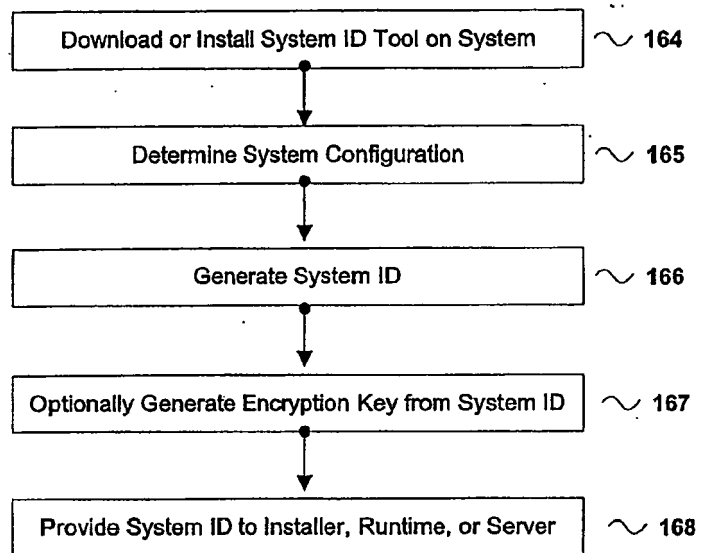 Download or Install System ID Tool on System 164
Determine System Configuration 165
Generate System ID 166
Optionally Generate Encryption Key from System ID 167
Provide System ID to Installer, Runtime, or Server 168